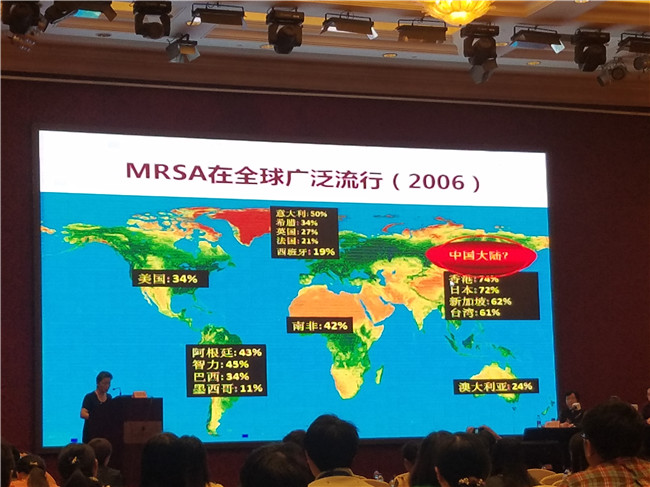 MRSA在全球广泛流行（2006）
意大利: 50%
希腊: 34%
英国: 27%
法国: 21%
西班牙: 19%
中国大陆?
美国: 34%
香港: 74%
日本: 72%
新加坡: 62%
台湾: 61%
南非: 42%
阿根廷: 43%
智力: 45%
巴西: 34%
墨西哥: 11%
澳大利亚: 24%